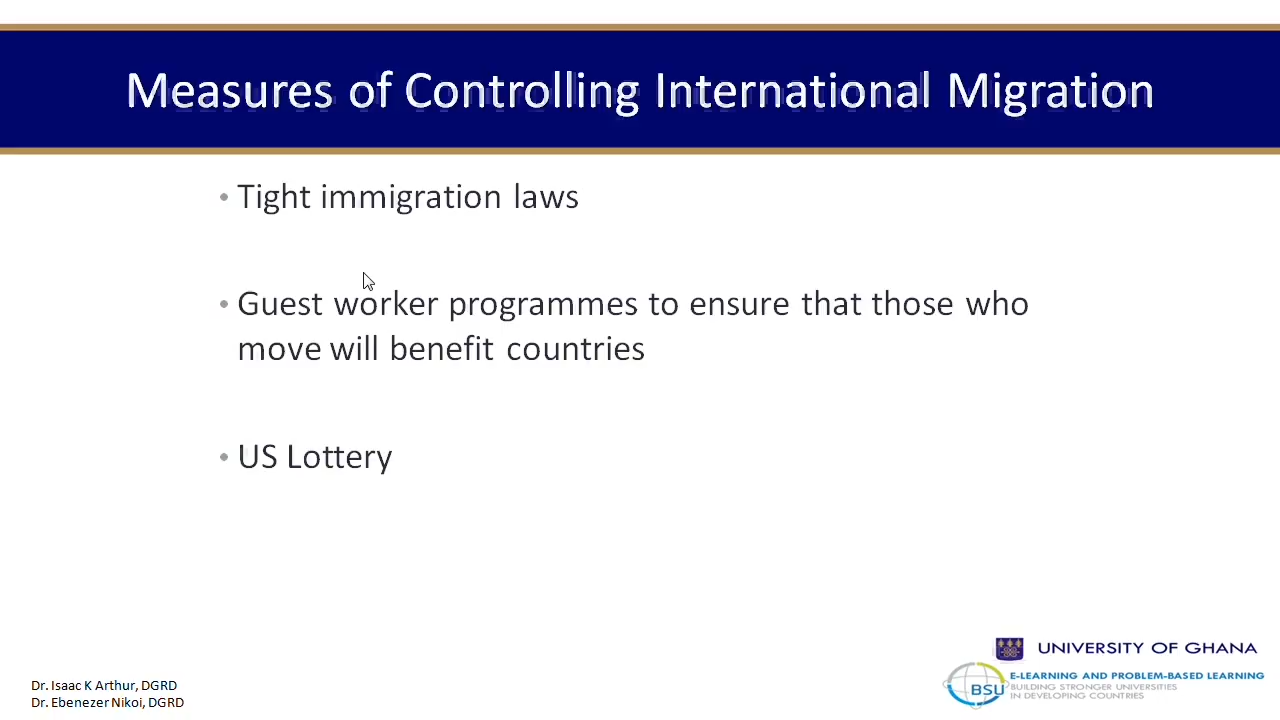 Measures of Controlling International Migration
• Tight immigration laws
• Guest worker programmes to ensure that those who
move will benefit countries
• US Lottery
Dr. Isaac K Arthur, DGRD
Dr. Ebenezer Nikoi, DGRD
UNIVERSITY OF GHANA
BSU
E-LEARNING AND PROBLEM-BASED LEARNING
BUILDING STRONGER UNIVERSITIES
IN DEVELOPING COUNTRIES